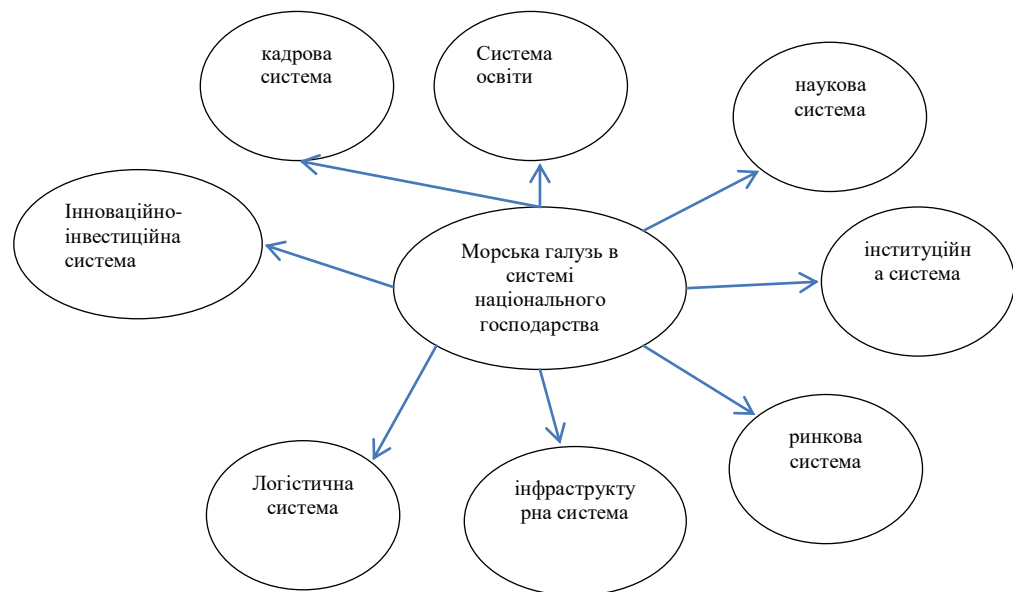 кадрова
система
Система
освіти
наукова
система
Інноваційно-
інвестиційна
система
Морська галузь в
системі
національного
господарства
інституційн
а система
Логістична
система
інфраструкту
рна система
ринкова
система